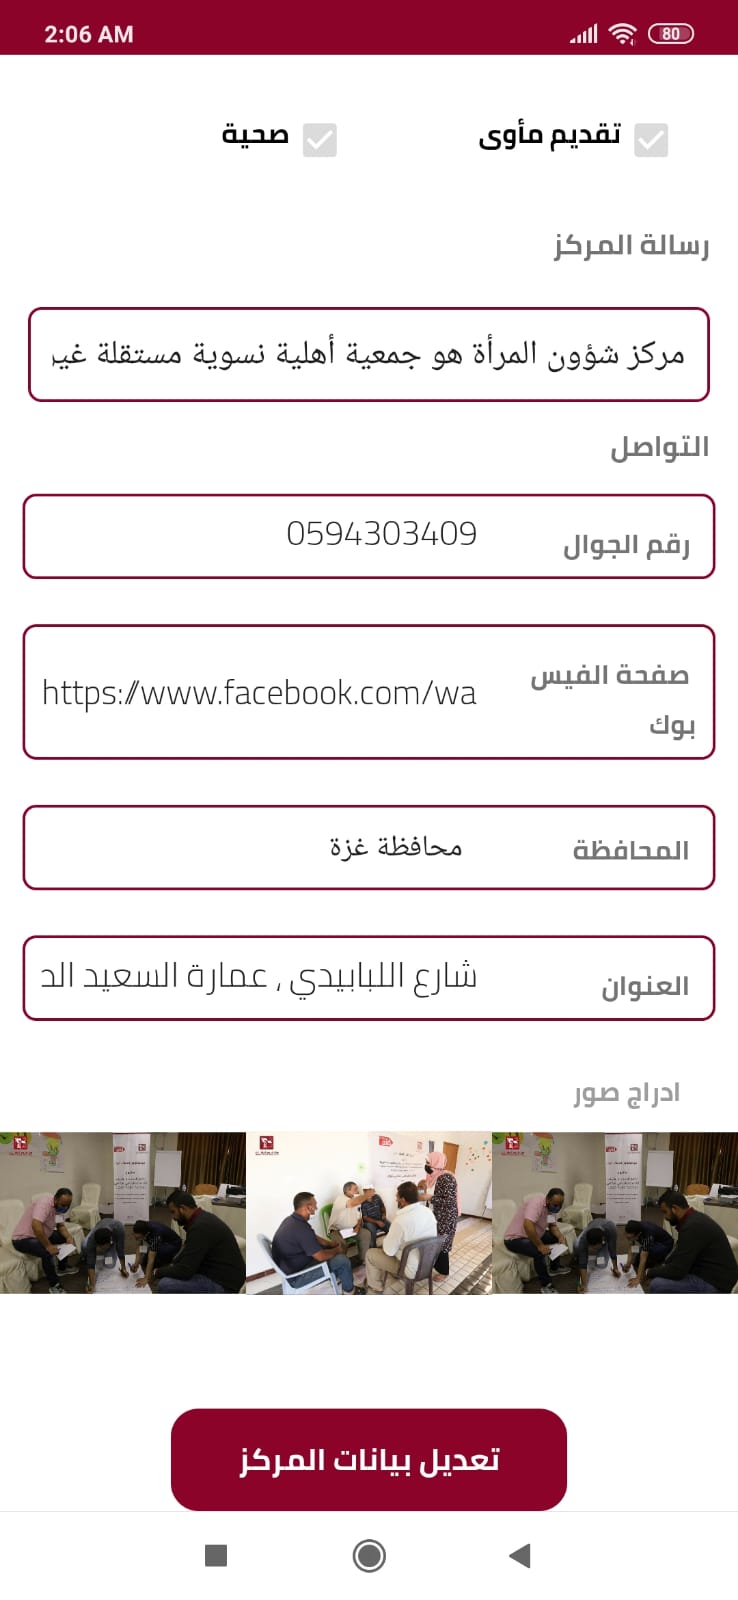 2:06 AM
80
تقديم مأوى
صحية
رسالة المركز
مركز شؤون المرأة هو جمعية أهلية نسوية مستقلة غير
التواصل
رقم الجوال
0594303409
صفحة الفيس
بوك
https://www.facebook.com/wa
المحافظة
محافظة غزة
العنوان
شارع اللبابيدي ، عمارة السعيد الد
ادراج صور
تعديل بيانات المركز